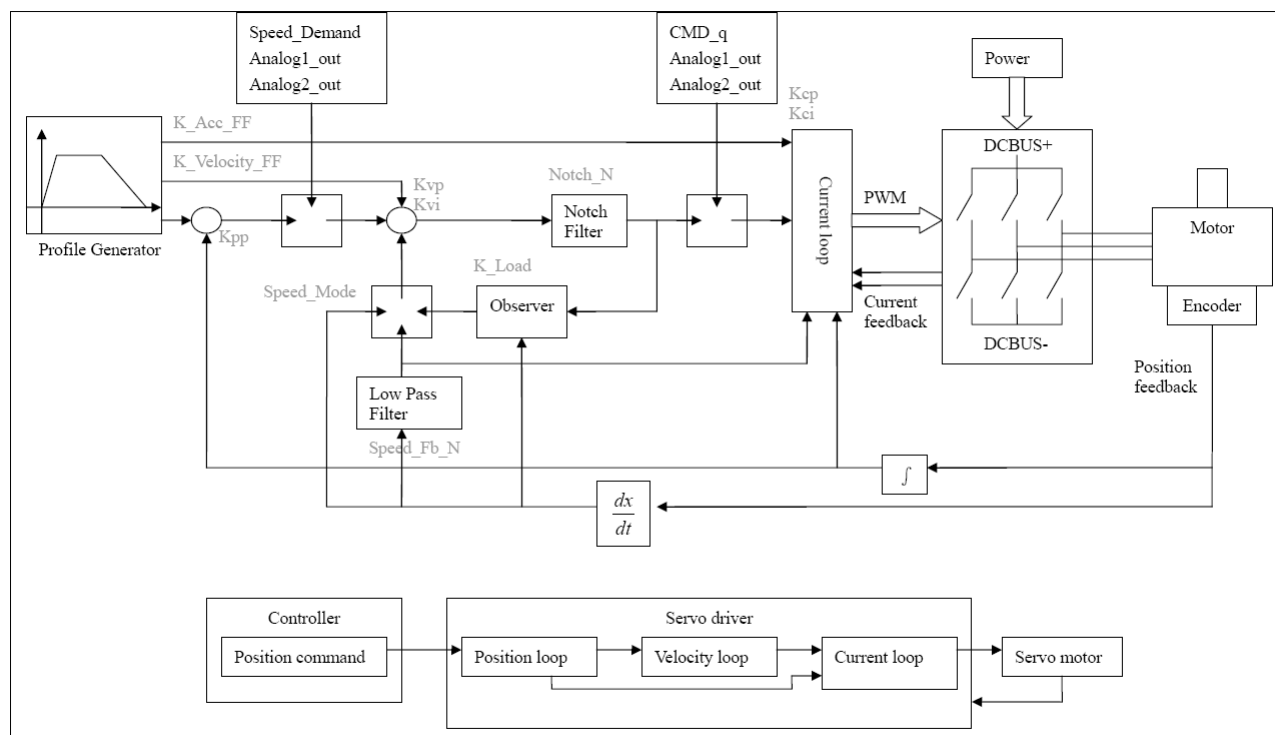 Speed_Demand
Analog1_out
Analog2_out
CMD_q
Analog1_out
Analog2_out
Power
Kcp
Kci
K_Acc_FF
DCBUS+
K_Velocity_FF
Kvp
Kvi
Notch_N
Notch
Filter
Current loop
PWM
Motor
Kpp
Profile Generator
K_Load
Speed_Mode
Observer
Current
feedback
Encoder
DCBUS-
Position
feedback
Low Pass
Filter
Speed_Fb_N
∫
dx
dt
Controller
Servo driver
Position command
Position loop
Velocity loop
Current loop
Servo motor